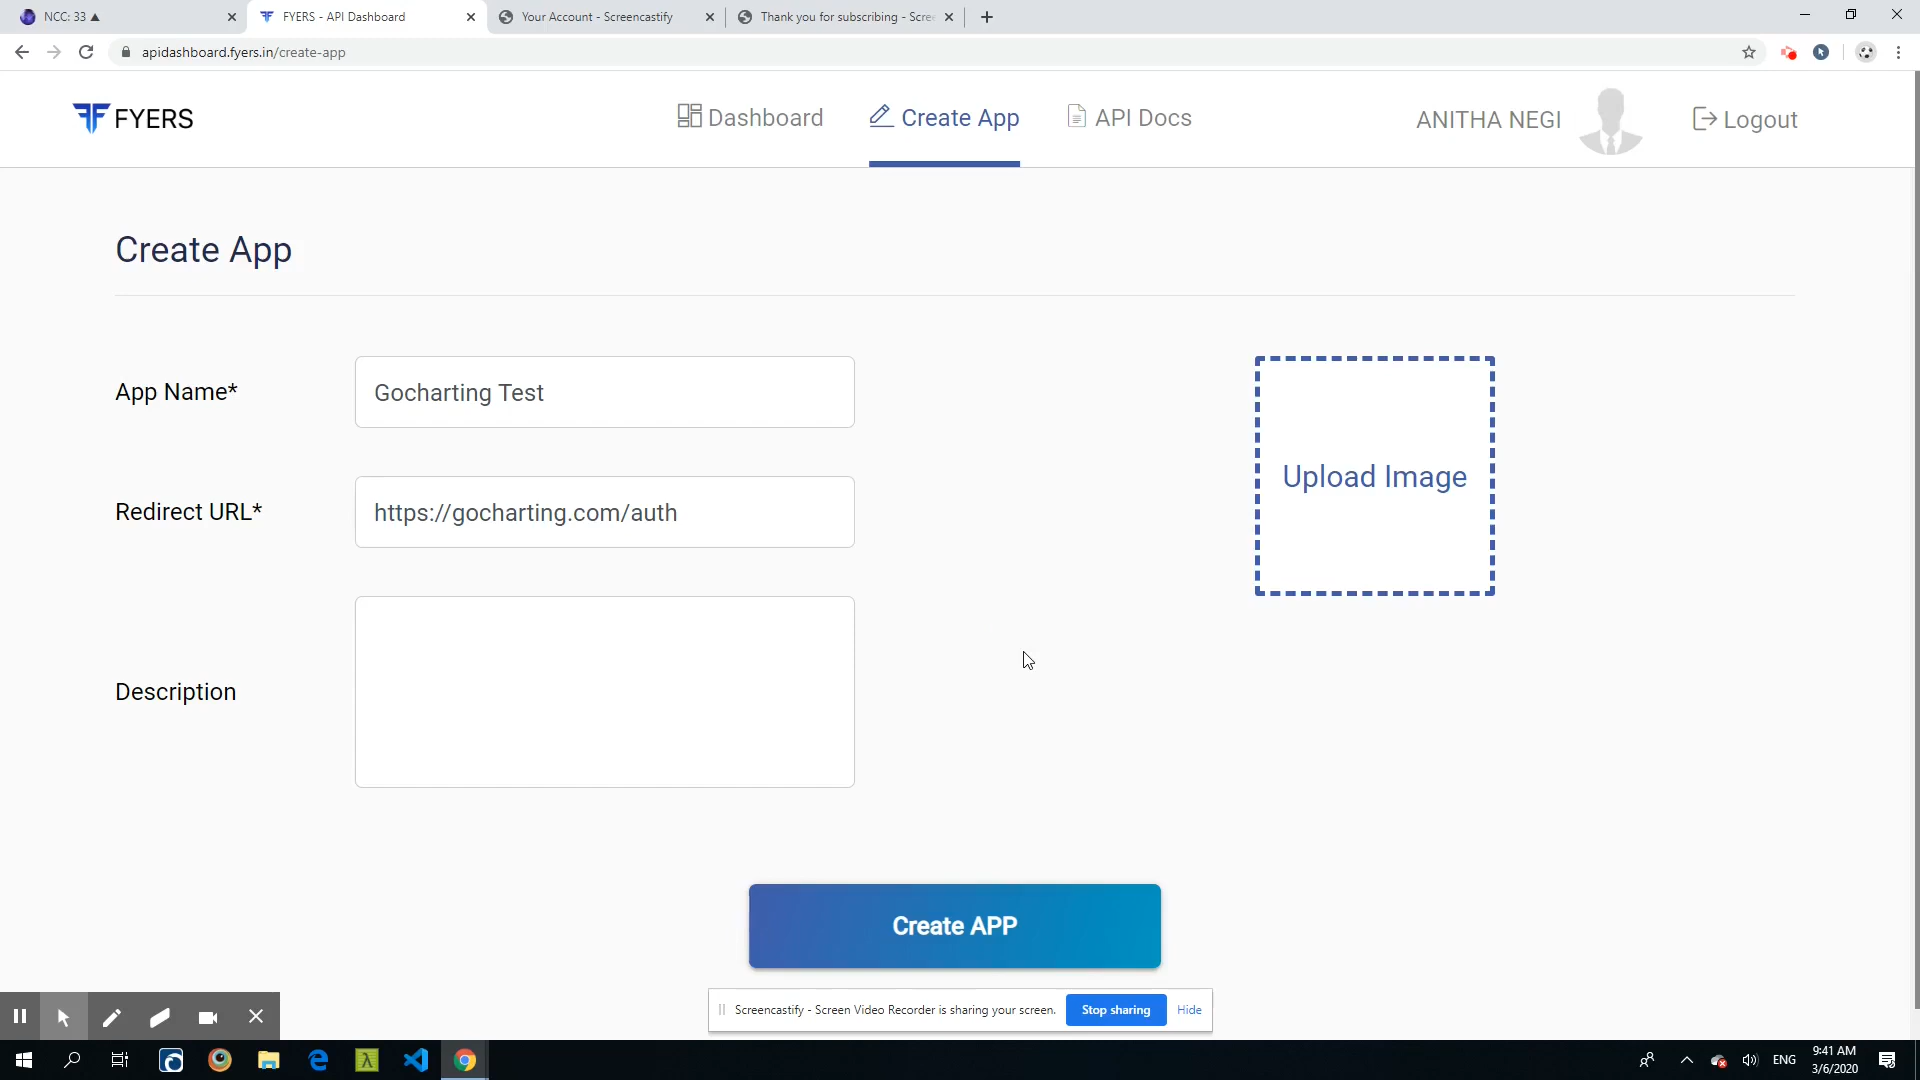 NCC: 33 ▲
FYERS - API Dashboard
Your Account - Screencastify
Thank you for subscribing - Scre
apidashboard.fyers.in/create-app
FYERS
Dashboard
Create App
API Docs
ANITHA NEGI
Logout
Create App
App Name*
Gocharting Test
Redirect URL*
https://gocharting.com/auth
Upload Image
Description
Create APP
Screencastify - Screen Video Recorder is sharing your screen.
Stop sharing
Hide
ENG
9:41 AM
3/6/2020